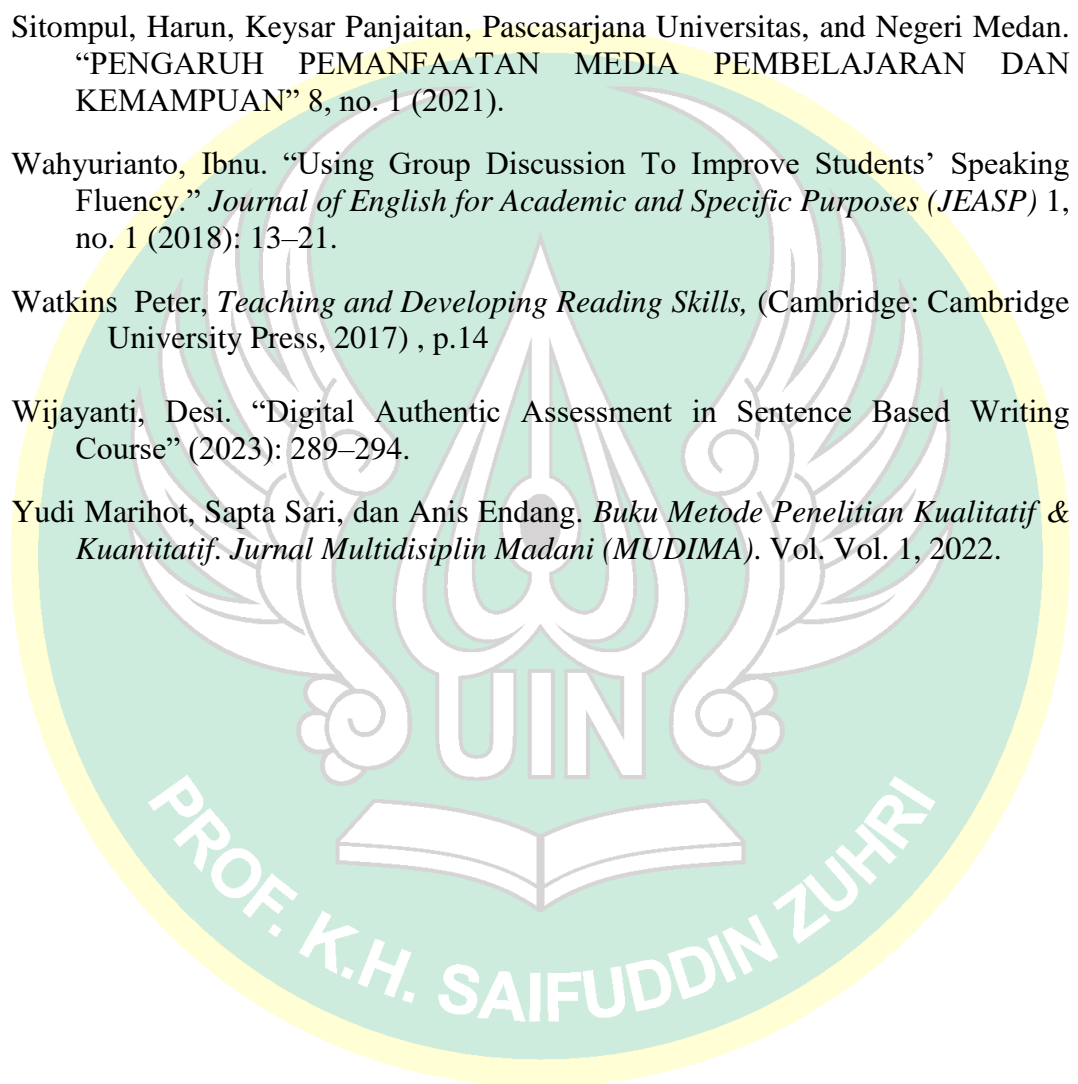 Sitompul, Harun, Keysar Panjaitan, Pascasarjana Universitas, and Negeri Medan.
“PENGARUH PEMANFAATAN MEDIA PEMBELAJARAN DAN
KEMAMPUAN” 8, no. 1 (2021).
Wahyurianto, Ibnu. “Using Group Discussion To Improve Students’ Speaking
Fluency.” Journal of English for Academic and Specific Purposes (JEASP) 1,
no. 1 (2018): 13–21.
Watkins Peter, Teaching and Developing Reading Skills, (Cambridge: Cambridge
University Press, 2017) , p.14
Wijayanti, Desi. “Digital Authentic Assessment in Sentence Based Writing
Course” (2023): 289–294.
Yudi Marihot, Sapta Sari, dan Anis Endang. Buku Metode Penelitian Kualitatif &
Kuantitatif. Jurnal Multidisiplin Madani (MUDIMA). Vol. Vol. 1, 2022.
UIN
PROF. K.H. SAIFUDDIN ZUHRI